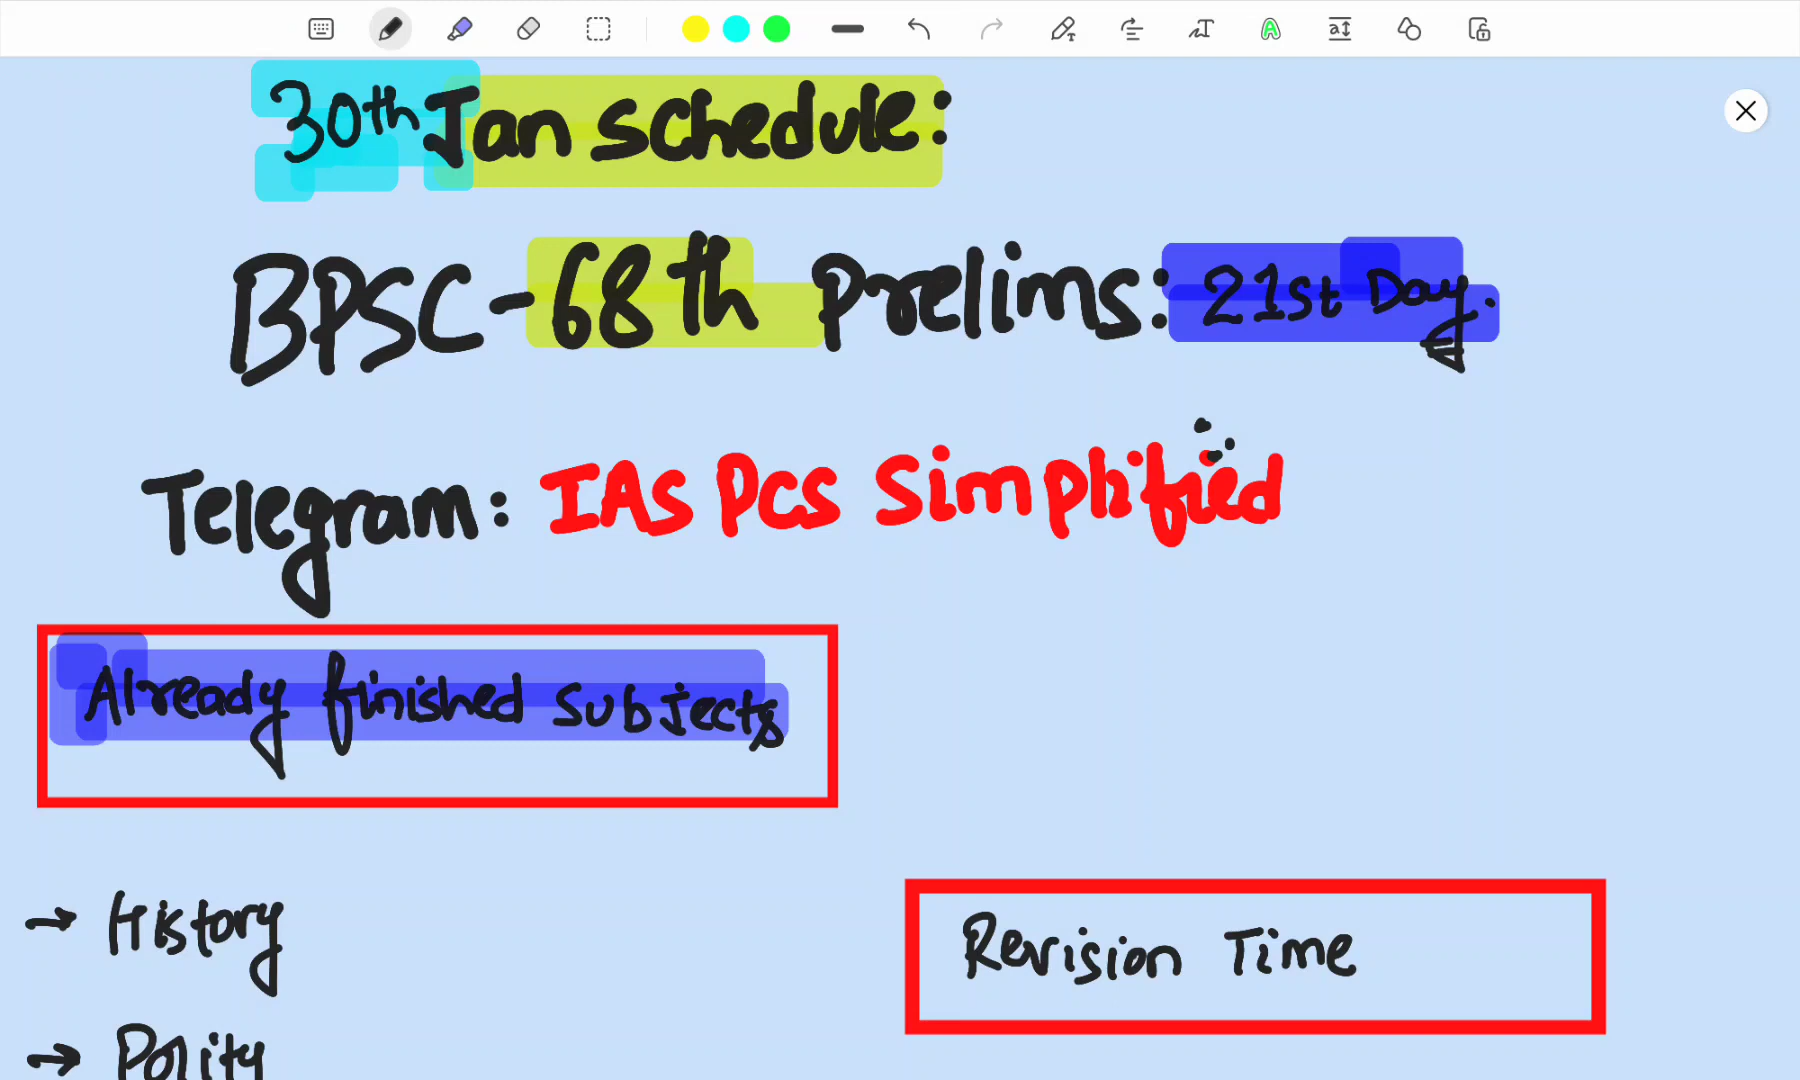 30th Jan schedule:
BPSC-68th Prelims: 21st Day.
Telegram: IAS PCS Simplified
Already finished subjects
→ History
Revision Time
→ Polity